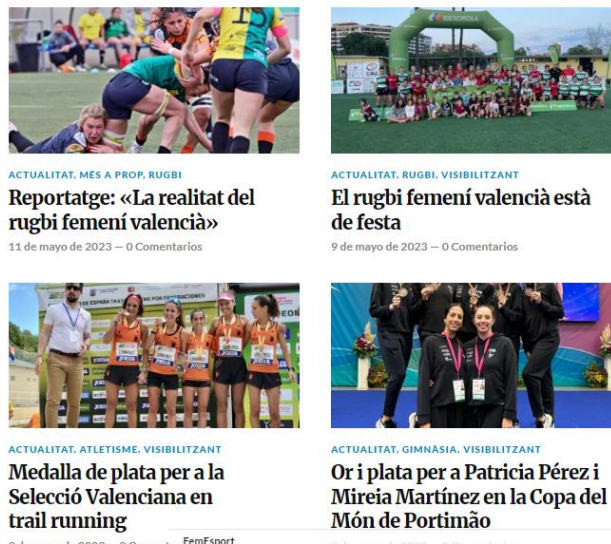 IBEROROLA
ACTUALITAT, MÉS A PROP, RUGBI
Reportatge: «La realitat del
rugbi femení valencià»
11 de mayo de 2023 — 0 Comentarios
ACTUALITAT, RUGBI, VISIBILITZANT
El rugbi femení valencià està
de festa
9 de mayo de 2023 — 0 Comentarios
ACTUALITAT, ATLETISME, VISIBILITZANT
Medalla de plata per a la
Selecció Valenciana en
trail running
ACTUALITAT, GIMNÀSIA, VISIBILITZANT
Or i plata per a Patricia Pérez i
Mireia Martínez en la Copa del
Món de Portimão
FemEsport